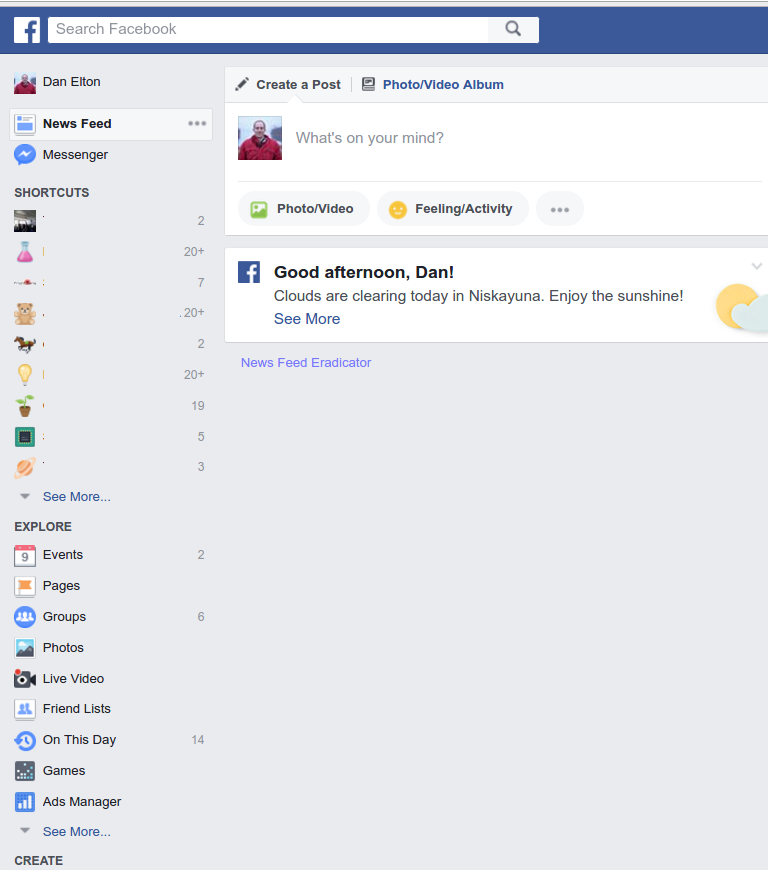 Search Facebook
Dan Elton
News Feed
Messenger
SHORTCUTS
2
20+
7
20+
2
20+
19
5
3
See More...
EXPLORE
9
Events 2
Pages
Groups 6
Photos
Live Video
Friend Lists
On This Day 14
Games
Ads Manager
See More...
CREATE
Create a Post Photo/Video Album
What's on your mind?
Photo/Video Feeling/Activity
Good afternoon, Dan!
Clouds are clearing today in Niskayuna. Enjoy the sunshine!
See More
News Feed Eradicator